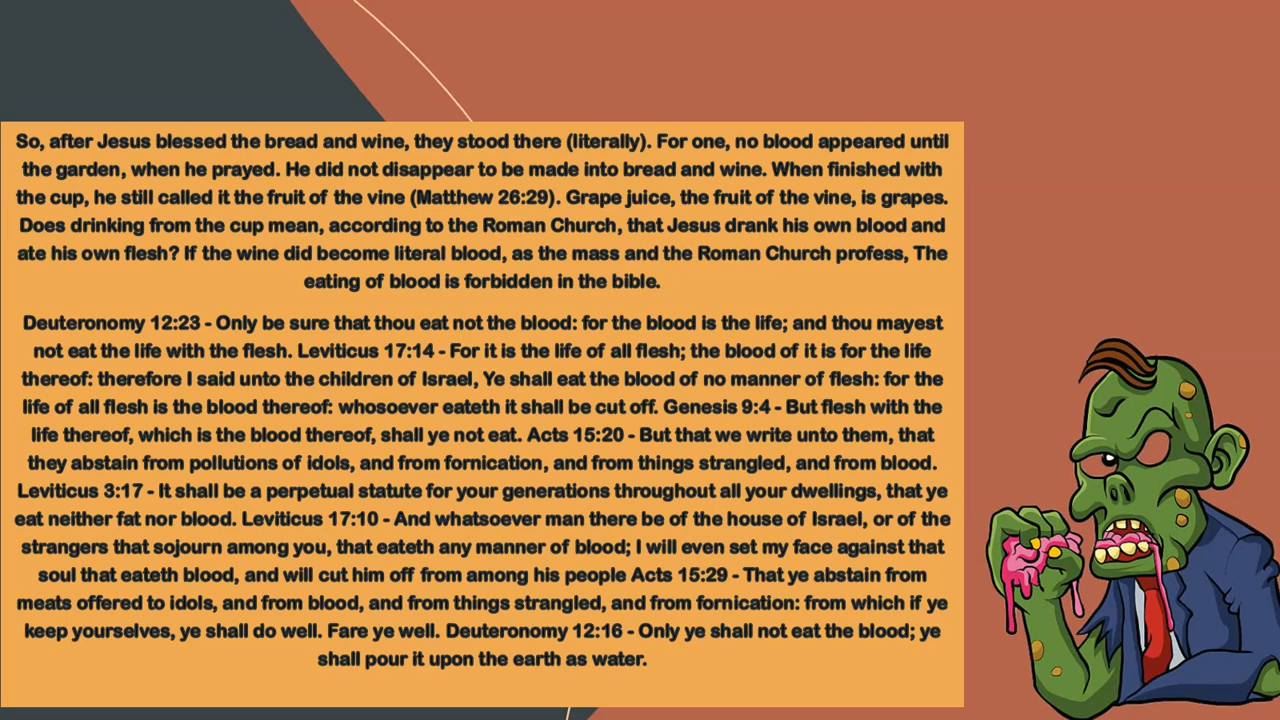 So, after Jesus blessed the bread and wine, they stood there (literally). For one, no blood appeared until
the garden, when he prayed. He did not disappear to be made into bread and wine. When finished with
the cup, he still called it the fruit of the vine (Matthew 26:29). Grape juice, the fruit of the vine, is grapes.
Does drinking from the cup mean, according to the Roman Church, that Jesus drank his own blood and
ate his own flesh? If the wine did become literal blood, as the mass and the Roman Church profess, The
eating of blood is forbidden in the bible.
Deuteronomy 12:23 - Only be sure that thou eat not the blood: for the blood is the life; and thou mayest
not eat the life with the flesh. Leviticus 17:14 - For it is the life of all flesh; the blood of it is for the life
thereof: therefore I said unto the children of Israel, Ye shall eat the blood of no manner of flesh: for the
life of all flesh is the blood thereof: whosoever eateth it shall be cut off. Genesis 9:4 - But flesh with the
life thereof, which is the blood thereof, shall ye not eat. Acts 15:20 - But that we write unto them, that
they abstain from pollutions of idols, and from fornication, and from things strangled, and from blood.
Leviticus 3:17 - It shall be a perpetual statute for your generations throughout all your dwellings, that ye
eat neither fat nor blood. Leviticus 17:10 - And whatsoever man there be of the house of Israel, or of the
strangers that sojourn among you, that eateth any manner of blood; I will even set my face against that
soul that eateth blood, and will cut him off from among his people Acts 15:29 - That ye abstain from
meats offered to idols, and from blood, and from things strangled, and from fornication: from which if ye
keep yourselves, ye shall do well. Fare ye well. Deuteronomy 12:16 - Only ye shall not eat the blood; ye
shall pour it upon the earth as water.